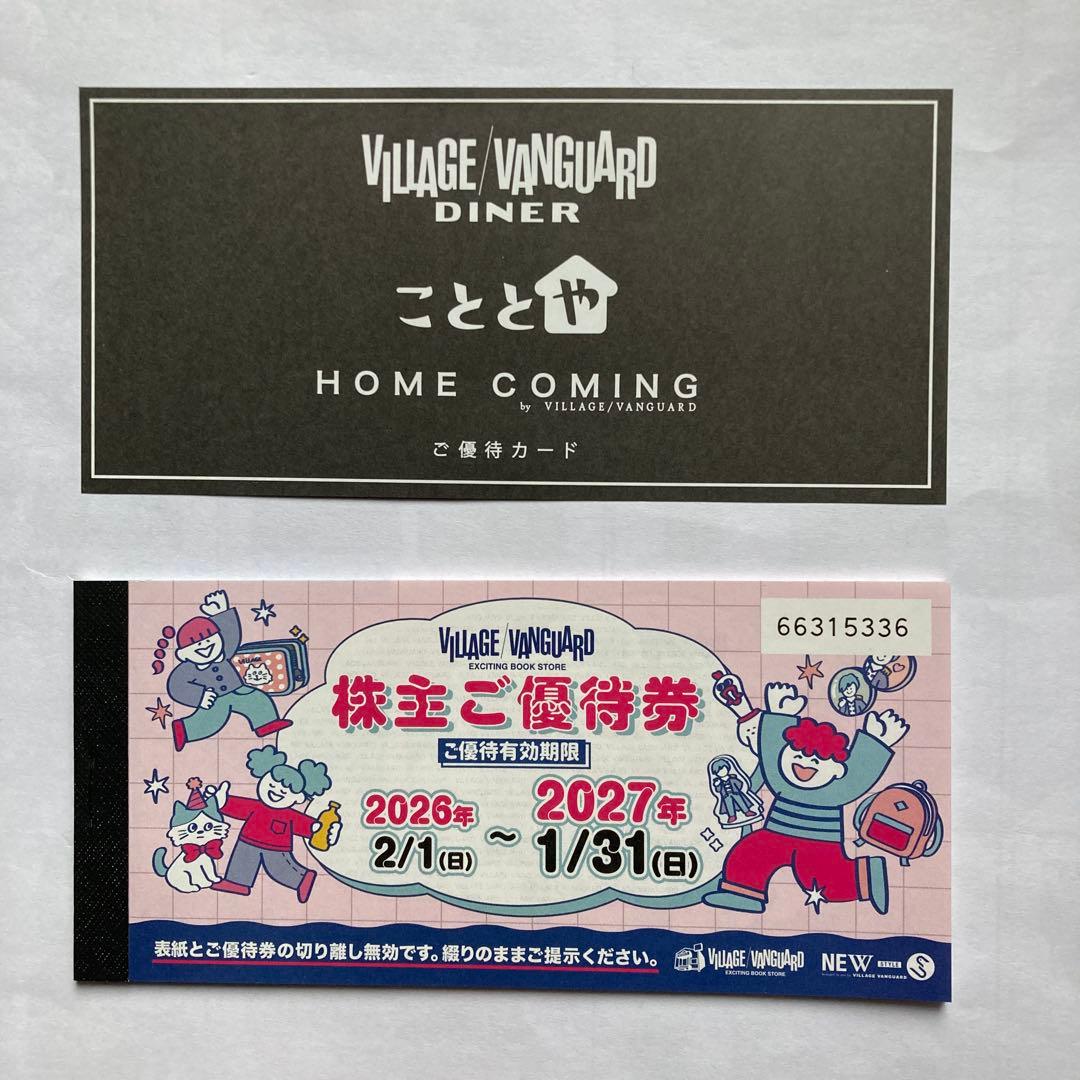 VILLAGE/VANGUARD
DINER
こととや
HOME COMING
by VILLAGE/VANGUARD
ご優待カード
66315336
VILLAGE/VANGUARD
EXCITING BOOK STORE
株主ご優待券
ご優待有効期限
2026年
2/1(日)
~
2027年
1/31(日)
VILLAGE
表紙とご優待券の切り離し無効です。綴りのままご提示ください。
VILLAGE/VANGUARD
EXCITING BOOK STORE
NEW STYLE
VILLAGE VANGUARD